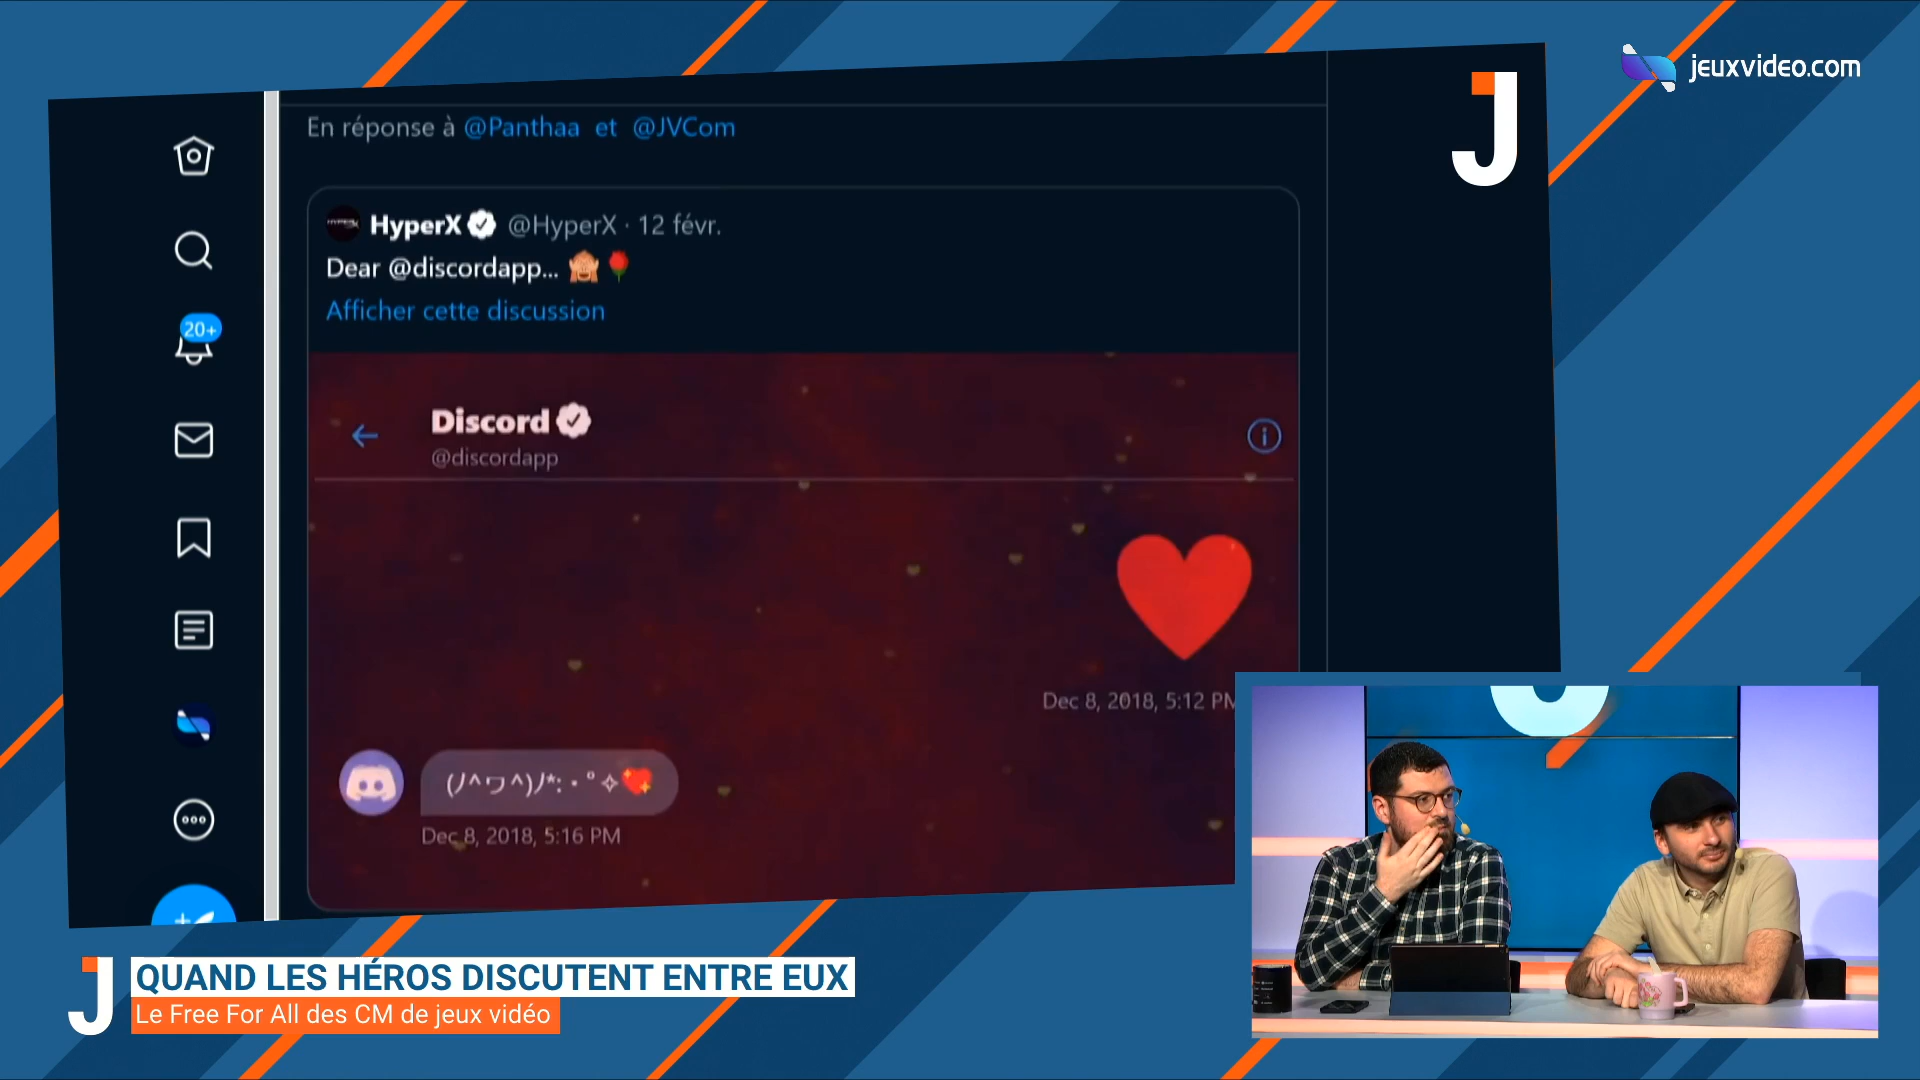 jeuxvideo.com
J
En réponse à @Panthaa et @JVCom
HyperX @HyperX · 12 févr.
Dear @discordapp... 🙈🌹
Afficher cette discussion
20+
Discord
@discordapp
Dec 8, 2018, 5:12 PM
(ﾉ^ヮ^)ﾉ*:・ﾟ✧💖
Dec 8, 2018, 5:16 PM
J
QUAND LES HÉROS DISCUTENT ENTRE EUX
Le Free For All des CM de jeux vidéo